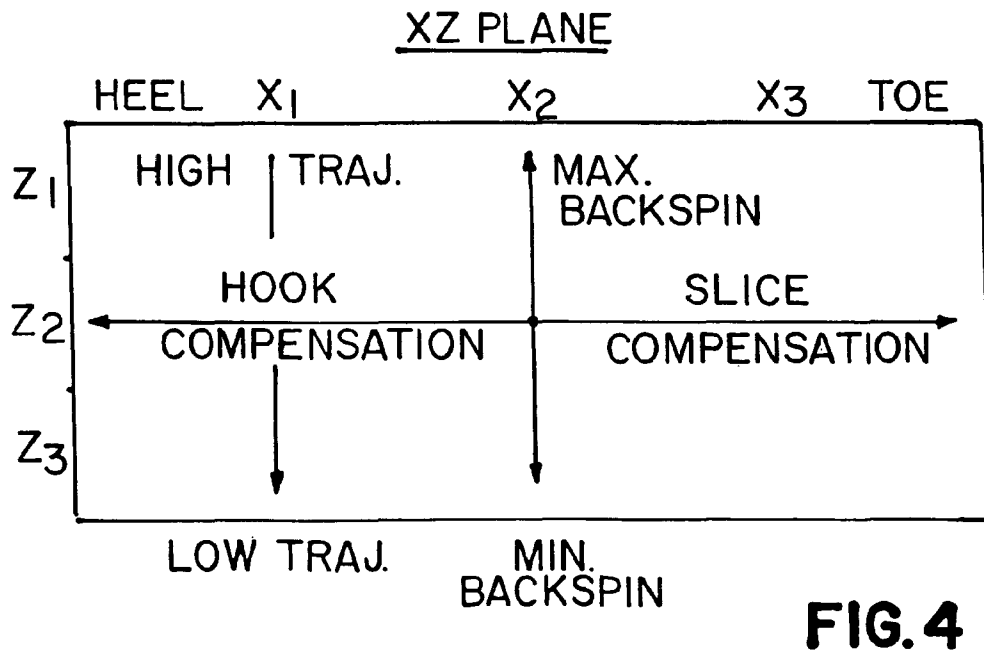 XZ PLANE
HEEL X1 X2 X3 TOE
Z1 HIGH TRAJ. MAX.
BACKSPIN
HOOK SLICE
Z2
COMPENSATION COMPENSATION
Z3
LOW TRAJ. MIN.
BACKSPIN
FIG. 4